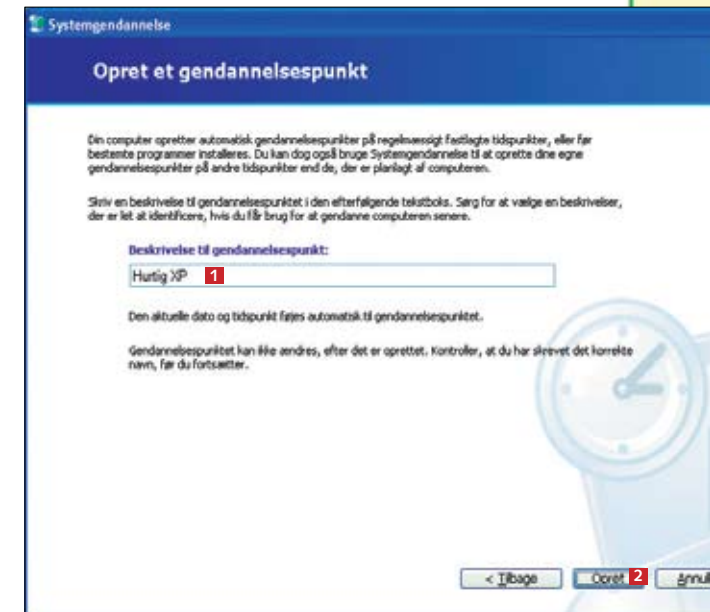 Systemgendannelse
Opret et gendannelsespunkt
Din computer opretter automatisk gendannelsespunkter på regelmæssigt fastlagte tidspunkter, eller før
bestemte programmer installeres. Du kan dog også bruge Systemgendannelse til at oprette dine egne
gendannelsespunkter på andre tidspunkter end de, der er planlagt af computeren.
Skriv en beskrivelse til gendannelsespunktet i den efterfølgende tekstboks. Sørg for at vælge en beskrivelser,
der er let at identificere, hvis du får brug for at gendanne computeren senere.
Beskrivelse til gendannelsespunkt:
Hurtig XP 1
Den aktuelle dato og tidspunkt føjes automatisk til gendannelsespunktet.
Gendannelsespunktet kan ikke ændres, efter det er oprettet. Kontroller, at du har skrevet det korrekte
navn, før du fortsætter.
< Tilbage Opret 2 Annull